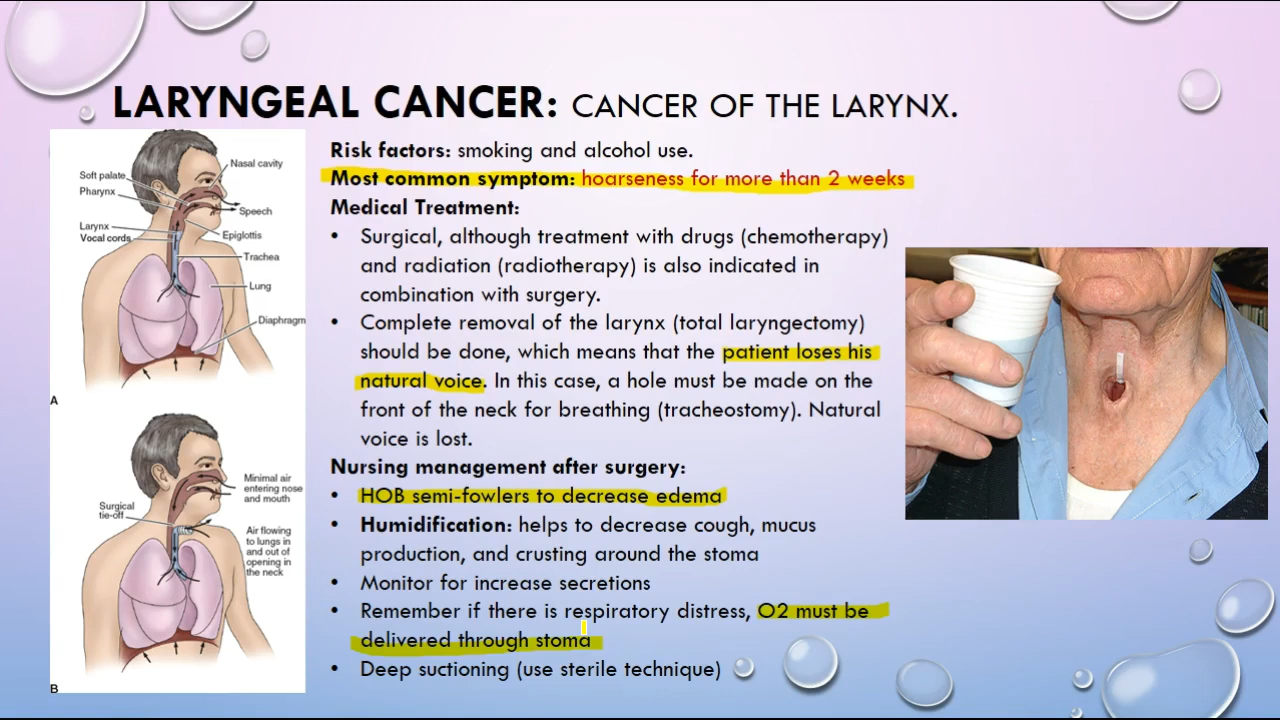 LARYNGEAL CANCER: CANCER OF THE LARYNX.
Nasal cavity
Soft palate
Pharynx
Speech
Larynx
Epiglottis
Vocal cords
Trachea
Lung
Diaphragm
A
Minimal air
entering nose
and mouth
Surgical
tie-off
Air flowing
to lungs in
and out of
opening in
the neck
B
Risk factors: smoking and alcohol use.
Most common symptom: hoarseness for more than 2 weeks
Medical Treatment:
• Surgical, although treatment with drugs (chemotherapy)
and radiation (radiotherapy) is also indicated in
combination with surgery.
• Complete removal of the larynx (total laryngectomy)
should be done, which means that the patient loses his
natural voice. In this case, a hole must be made on the
front of the neck for breathing (tracheostomy). Natural
voice is lost.
Nursing management after surgery:
• HOB semi-fowlers to decrease edema
• Humidification: helps to decrease cough, mucus
production, and crusting around the stoma
• Monitor for increase secretions
• Remember if there is respiratory distress, O2 must be
delivered through stoma
• Deep suctioning (use sterile technique)